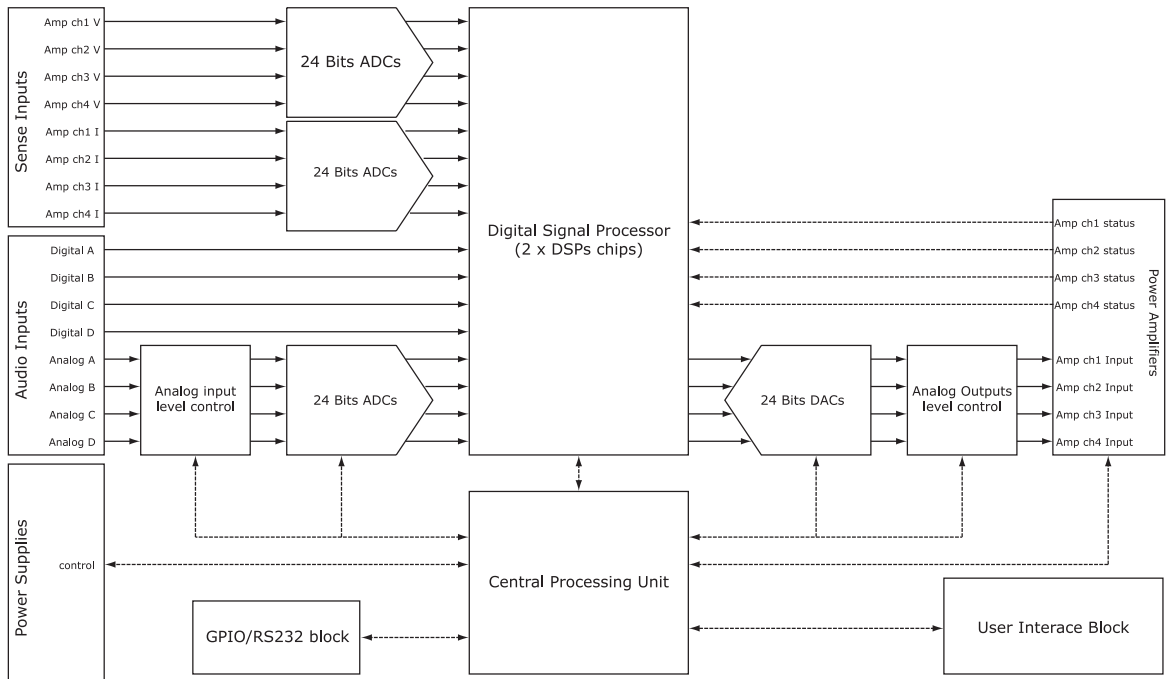 Sense Inputs
Amp ch1 V
Amp ch2 V
Amp ch3 V
Amp ch4 V
Amp ch1 I
Amp ch2 I
Amp ch3 I
Amp ch4 I
24 Bits ADCs
24 Bits ADCs
Digital Signal Processor
(2 x DSPs chips)
Audio Inputs
Digital A
Digital B
Digital C
Digital D
Analog A
Analog B
Analog C
Analog D
Analog input
level control
24 Bits ADCs
24 Bits DACs
Analog Outputs
level control
Amp ch1 status
Amp ch2 status
Amp ch3 status
Amp ch4 status
Amp ch1 Input
Amp ch2 Input
Amp ch3 Input
Amp ch4 Input
Power Amplifiers
Power Supplies
control
Central Processing Unit
GPIO/RS232 block
User Interace Block